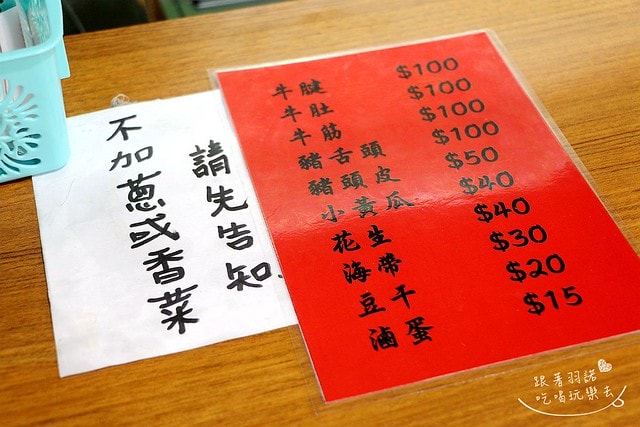 不加蔥或香菜
請先告知
牛腱 $100
牛肚 $100
牛筋 $100
豬舌頭 $100
豬頭皮 $50
小黃瓜 $40
花生 $40
海帶 $30
豆干 $20
滷蛋 $15
跟著羽諾
吃喝玩樂去